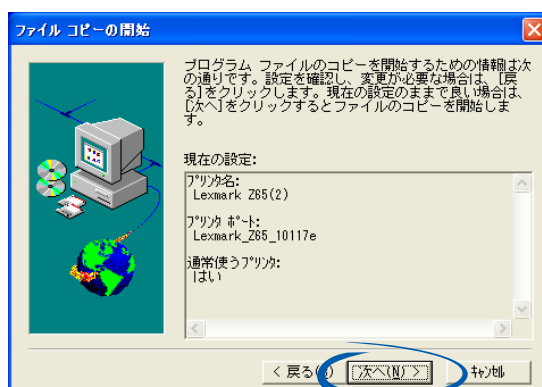 ファイル コピーの開始
プログラム ファイルのコピーを開始するための情報は次
の通りです。設定を確認し、変更が必要な場合は、[戻
る]をクリックします。現在の設定のままで良い場合は、
[次へ]をクリックするとファイルのコピーを開始しま
す。
現在の設定:
プリンタ名:
Lexmark Z65(2)
プリンタ ポート:
Lexmark_Z65_10117e
通常使うプリンタ:
はい
< 戻る(
次へ(N) >
キャンセル